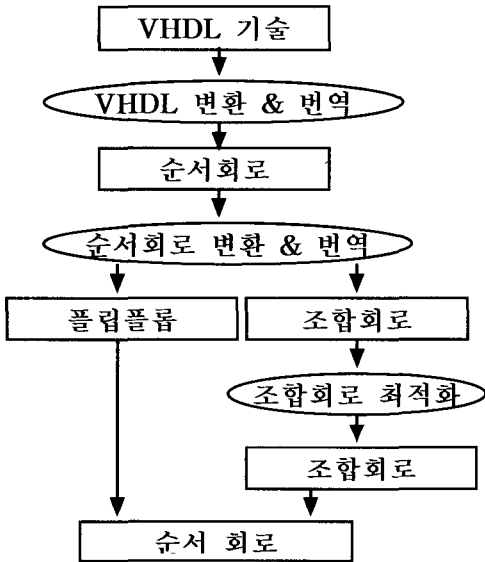 VHDL 기술
VHDL 변환 & 번역
순서회로
순서회로 변환 & 번역
플립플롭
조합회로
조합회로 최적화
조합회로
순서 회로